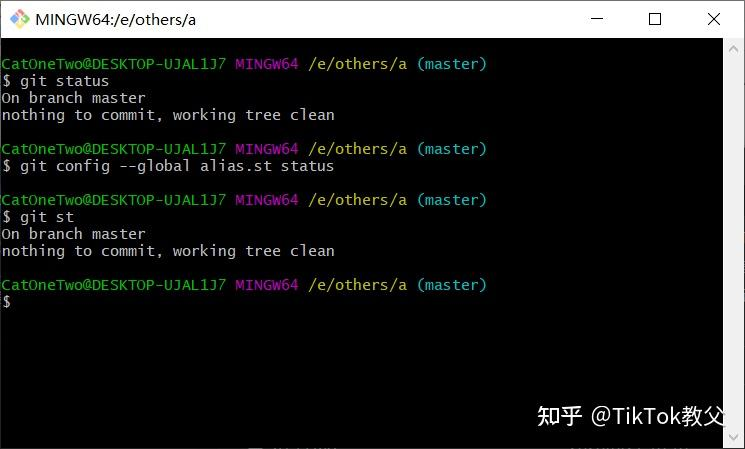 MINGW64:/e/others/a
CatOneTwo@DESKTOP-UJAL1J7 MINGW64 /e/others/a (master)
$ git status
On branch master
nothing to commit, working tree clean
CatOneTwo@DESKTOP-UJAL1J7 MINGW64 /e/others/a (master)
$ git config --global alias.st status
CatOneTwo@DESKTOP-UJAL1J7 MINGW64 /e/others/a (master)
$ git st
On branch master
nothing to commit, working tree clean
CatOneTwo@DESKTOP-UJAL1J7 MINGW64 /e/others/a (master)
$
知乎 @TikTok教父